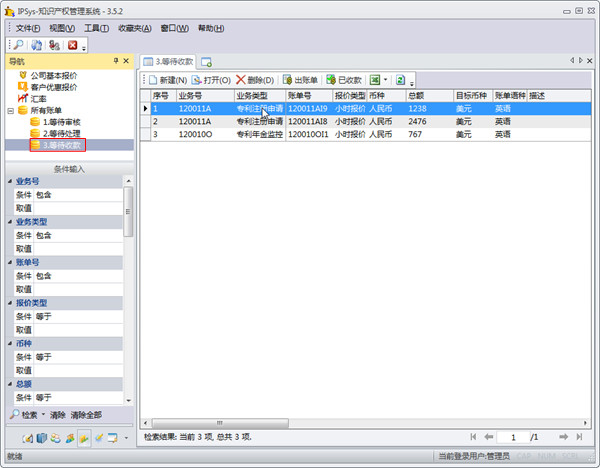 IPSys-知识产权管理系统 - 3.5.2
文件(F) 视图(V) 工具(T) 收藏夹(A) 窗口(W) 帮助(H)
导航
公司基本报价
客户优惠报价
汇率
所有账单
1.等待审核
2.等待处理
3.等待收款
条件输入
业务号
条件 包含
取值
业务类型
条件 包含
取值
账单号
条件 包含
取值
报价类型
条件 等于
取值
币种
条件 等于
取值
总额
条件 等于
检索 清除 清除全部
3.等待收款
新建(N) 打开(O) 删除(D) 出账单 已收款
序号 业务号 业务类型 账单号 报价类型 币种 总额 目标币种 账单语种 描述
1 120011A 专利注册申请 120011AI9 小时报价 人民币 1238 美元 英语
2 120011A 专利注册申请 120011AI8 小时报价 人民币 2476 美元 英语
3 120010O 专利年金监控 120010OI1 小时报价 人民币 767 美元 英语
检索结果: 当前 3 项, 总共 3 项.
1 /1
就绪
当前登录用户:管理员 CAP NUM SCRL